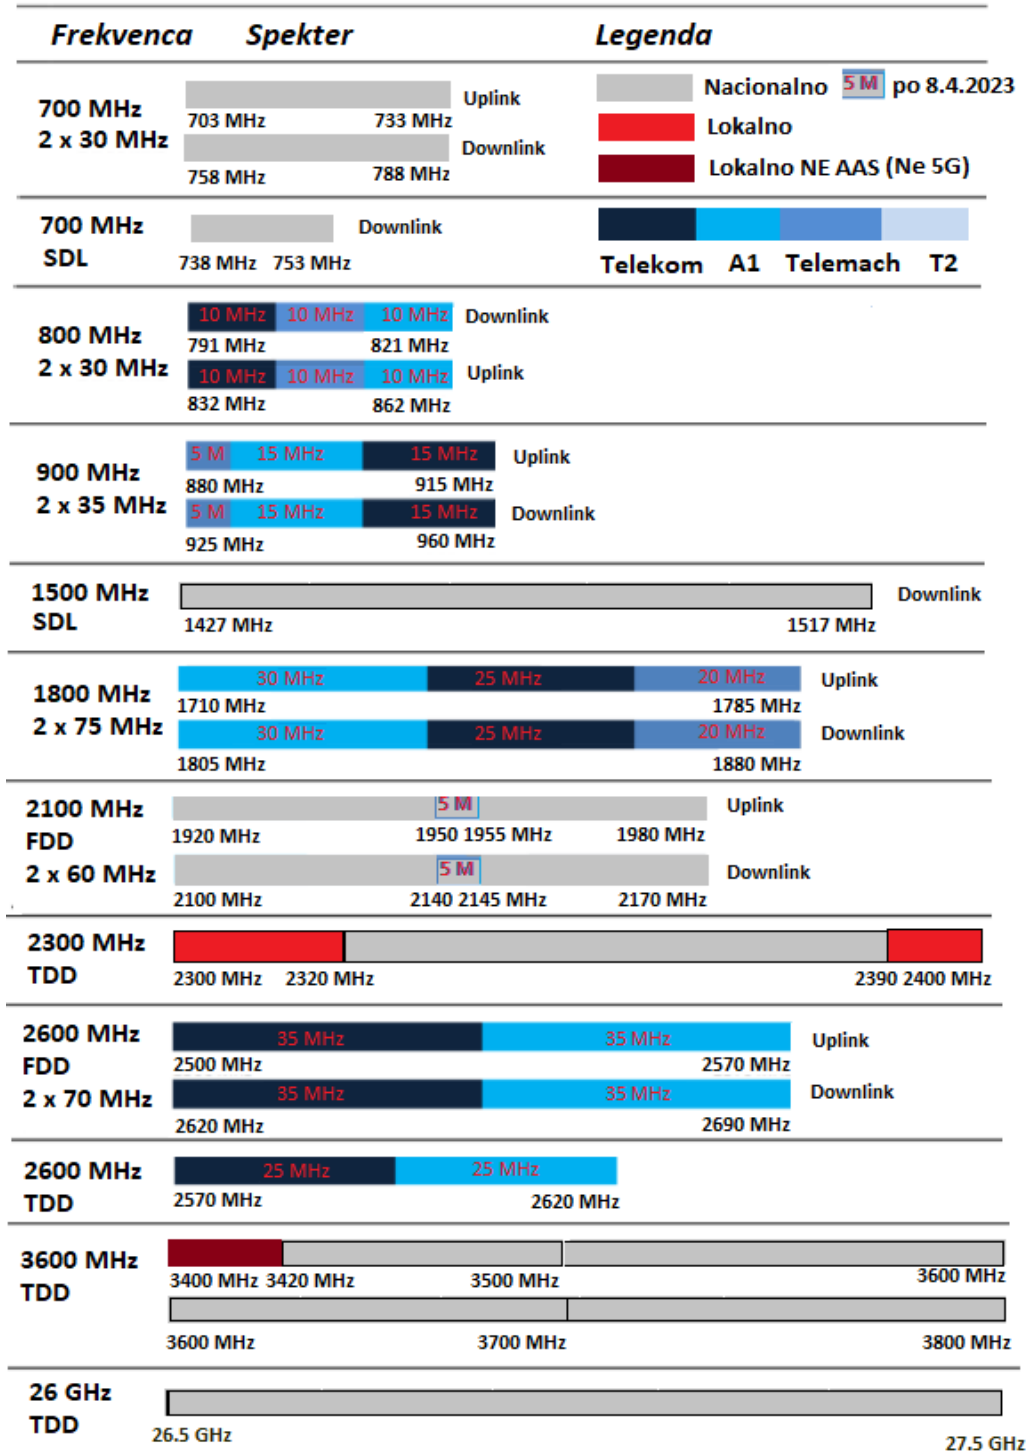 Frekvenca Spekter Legenda
700 MHz
2 x 30 MHz
Uplink
703 MHz 733 MHz
Downlink
758 MHz 788 MHz
Nacionalno 5 M po 8.4.2023
Lokalno
Lokalno NE AAS (Ne 5G)
700 MHz
SDL
Downlink
738 MHz 753 MHz
Telekom A1 Telemach T2
800 MHz
2 x 30 MHz
10 MHz 10 MHz 10 MHz Downlink
791 MHz 821 MHz
10 MHz 10 MHz 10 MHz Uplink
832 MHz 862 MHz
900 MHz
2 x 35 MHz
5 M 15 MHz 15 MHz Uplink
880 MHz 915 MHz
5 M 15 MHz 15 MHz Downlink
925 MHz 960 MHz
1500 MHz
SDL
Downlink
1427 MHz 1517 MHz
1800 MHz
2 x 75 MHz
30 MHz 25 MHz 20 MHz Uplink
1710 MHz 1785 MHz
30 MHz 25 MHz 20 MHz Downlink
1805 MHz 1880 MHz
2100 MHz
FDD
2 x 60 MHz
5 M Uplink
1920 MHz 1950 1955 MHz 1980 MHz
5 M Downlink
2100 MHz 2140 2145 MHz 2170 MHz
2300 MHz
TDD
2300 MHz 2320 MHz 2390 2400 MHz
2600 MHz
FDD
2 x 70 MHz
35 MHz 35 MHz Uplink
2500 MHz 2570 MHz
35 MHz 35 MHz Downlink
2620 MHz 2690 MHz
2600 MHz
TDD
25 MHz 25 MHz
2570 MHz 2620 MHz
3600 MHz
TDD
3400 MHz 3420 MHz 3500 MHz 3600 MHz
3600 MHz 3700 MHz 3800 MHz
26 GHz
TDD
26.5 GHz 27.5 GHz